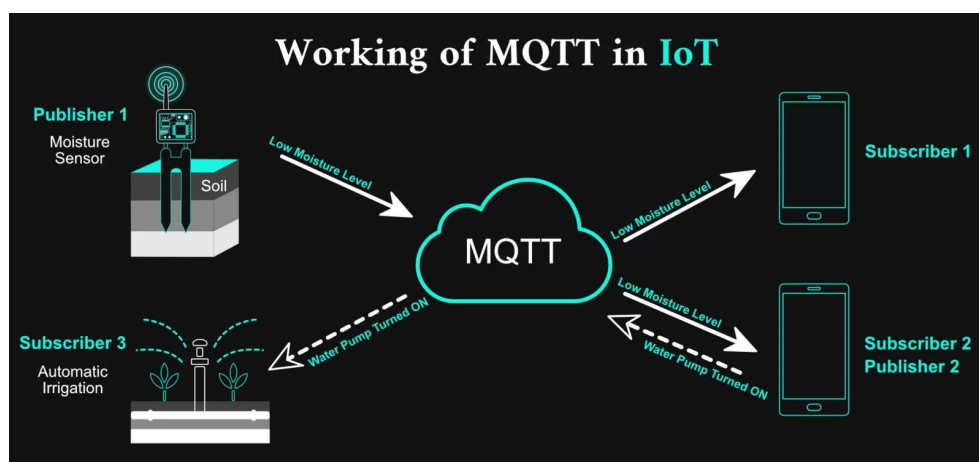 Working of MQTT in IoT
Publisher 1
Moisture
Sensor
Soil
Low Moisture Level
MQTT
Low Moisture Level
Subscriber 1
Low Moisture Level
Water Pump Turned ON
Subscriber 2
Publisher 2
Water Pump Turned ON
Subscriber 3
Automatic
Irrigation